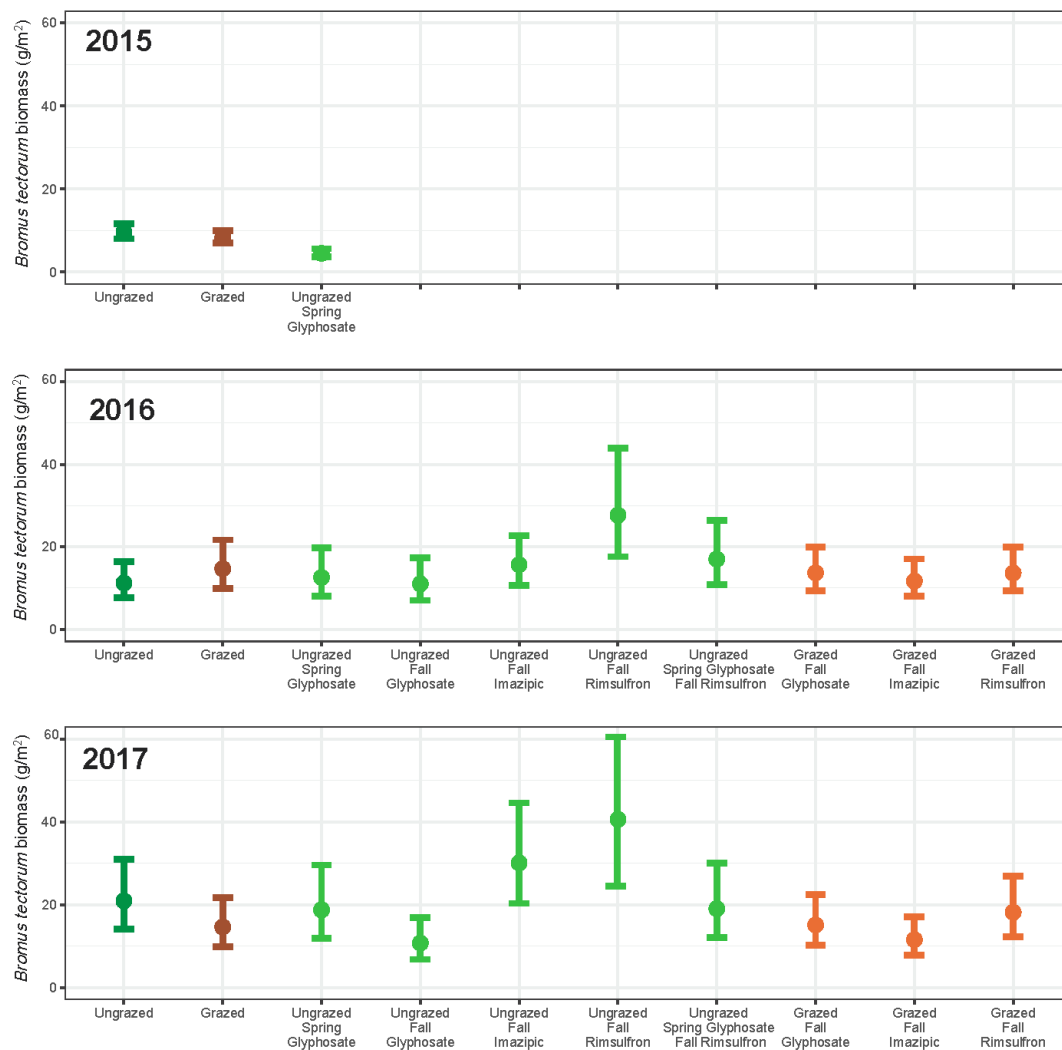 2015
Bromus tectorum biomass (g/m²)
60
40
20
0
Ungrazed
Grazed
Ungrazed
Spring
Glyphosate
2016
Bromus tectorum biomass (g/m²)
60
40
20
0
Ungrazed
Grazed
Ungrazed
Spring
Glyphosate
Ungrazed
Fall
Glyphosate
Ungrazed
Fall
Imazipic
Ungrazed
Fall
Rimsulfron
Ungrazed
Spring Glyphosate
Fall Rimsulfron
Grazed
Fall
Glyphosate
Grazed
Fall
Imazipic
Grazed
Fall
Rimsulfron
2017
Bromus tectorum biomass (g/m²)
60
40
20
0
Ungrazed
Grazed
Ungrazed
Spring
Glyphosate
Ungrazed
Fall
Glyphosate
Ungrazed
Fall
Imazipic
Ungrazed
Fall
Rimsulfron
Ungrazed
Spring Glyphosate
Fall Rimsulfron
Grazed
Fall
Glyphosate
Grazed
Fall
Imazipic
Grazed
Fall
Rimsulfron